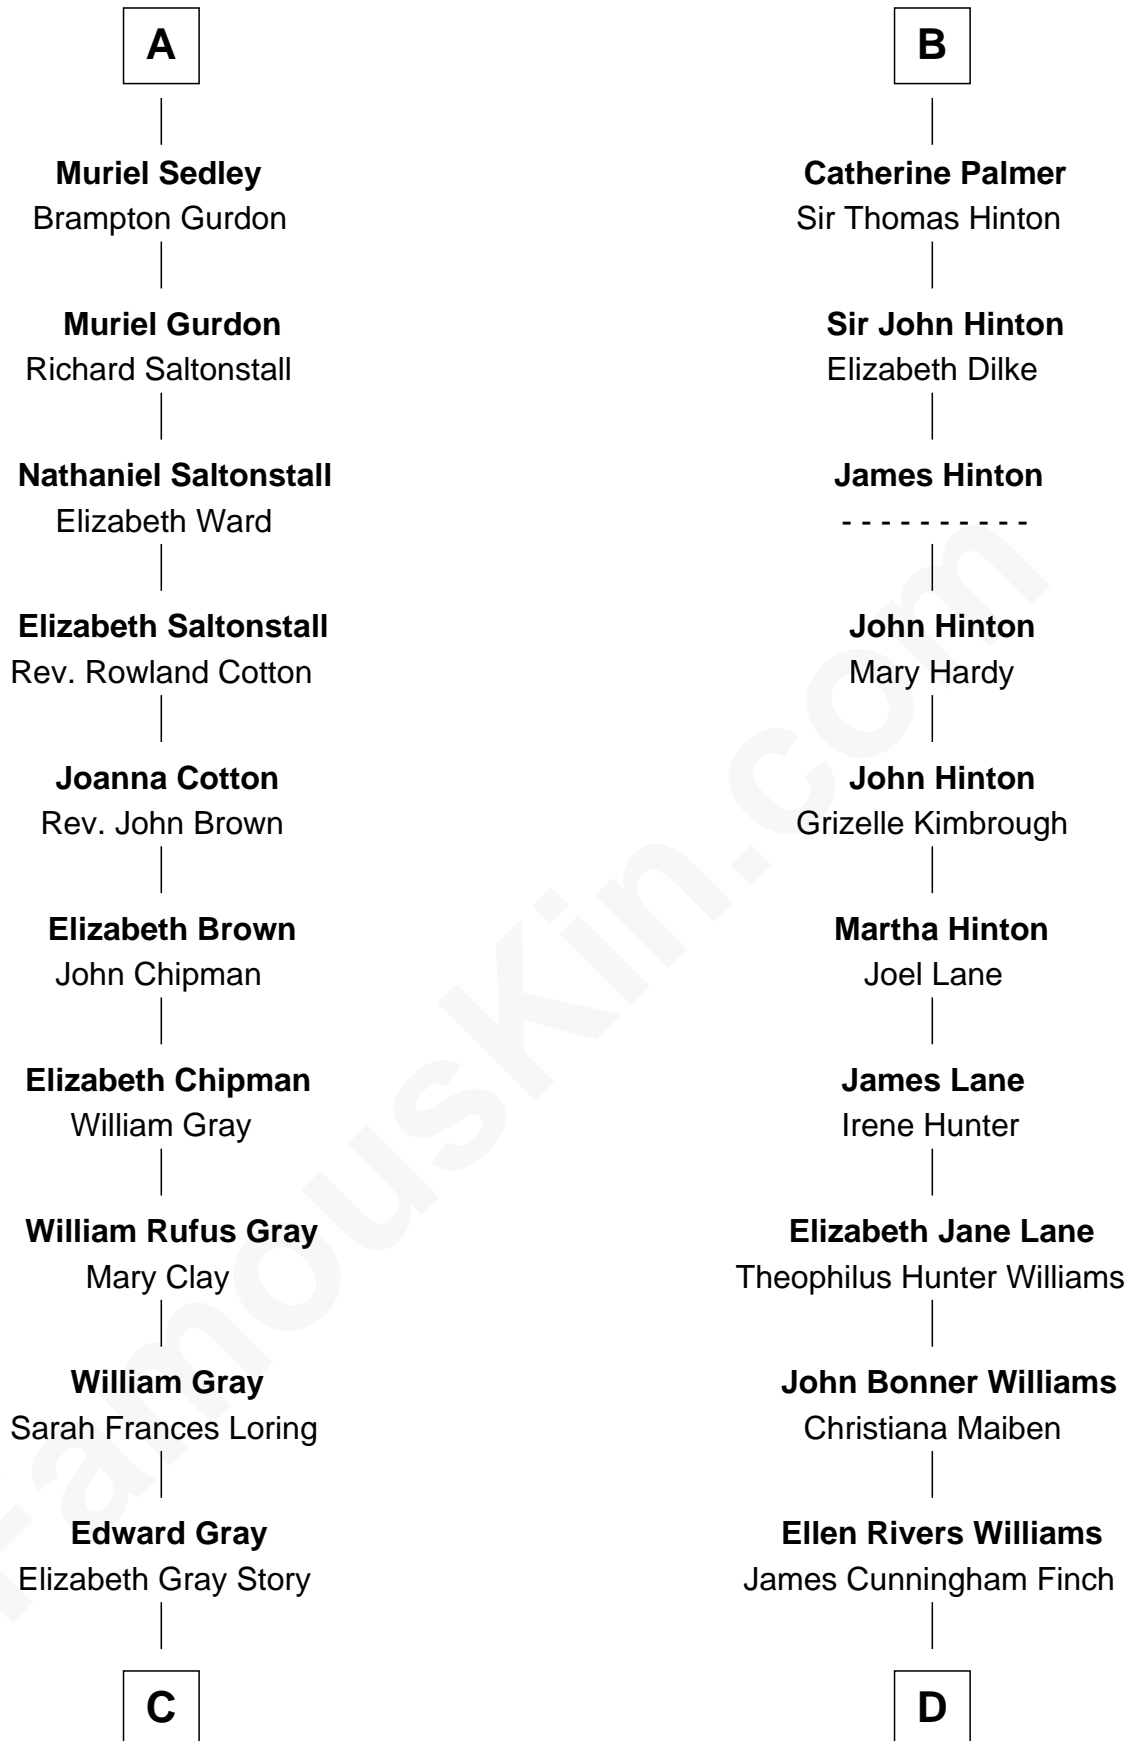 A
Muriel Sedley
Brampton Gurdon
Muriel Gurdon
Richard Saltonstall
Nathaniel Saltonstall
Elizabeth Ward
Elizabeth Saltonstall
Rev. Rowland Cotton
Joanna Cotton
Rev. John Brown
Elizabeth Brown
John Chipman
Elizabeth Chipman
William Gray
William Rufus Gray
Mary Clay
William Gray
Sarah Frances Loring
Edward Gray
Elizabeth Gray Story
C
B
Catherine Palmer
Sir Thomas Hinton
Sir John Hinton
Elizabeth Dilke
James Hinton
- - - - - - - - - -
John Hinton
Mary Hardy
John Hinton
Grizelle Kimbrough
Martha Hinton
Joel Lane
James Lane
Irene Hunter
Elizabeth Jane Lane
Theophilus Hunter Williams
John Bonner Williams
Christiana Maiben
Ellen Rivers Williams
James Cunningham Finch
D
FamousKin.com